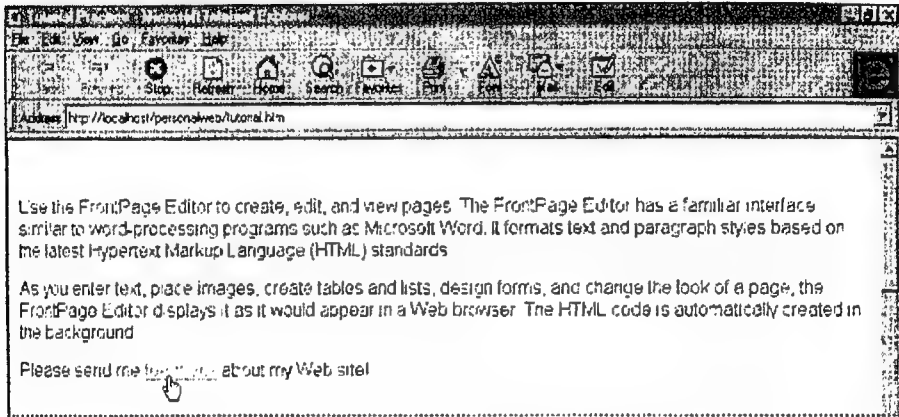 File Edit View Go Favorites Help
Stop Refresh Home Search Favorites Print Font Mail Edit
Address http://localhost/personalweb/tutorial.htm
Use the FrontPage Editor to create, edit, and view pages. The FrontPage Editor has a familiar interface
similar to word-processing programs such as Microsoft Word. It formats text and paragraph styles based on
the latest Hypertext Markup Language (HTML) standards.
As you enter text, place images, create tables and lists, design forms, and change the look of a page, the
FrontPage Editor displays it as it would appear in a Web browser. The HTML code is automatically created in
the background.
Please send me about my Web site!